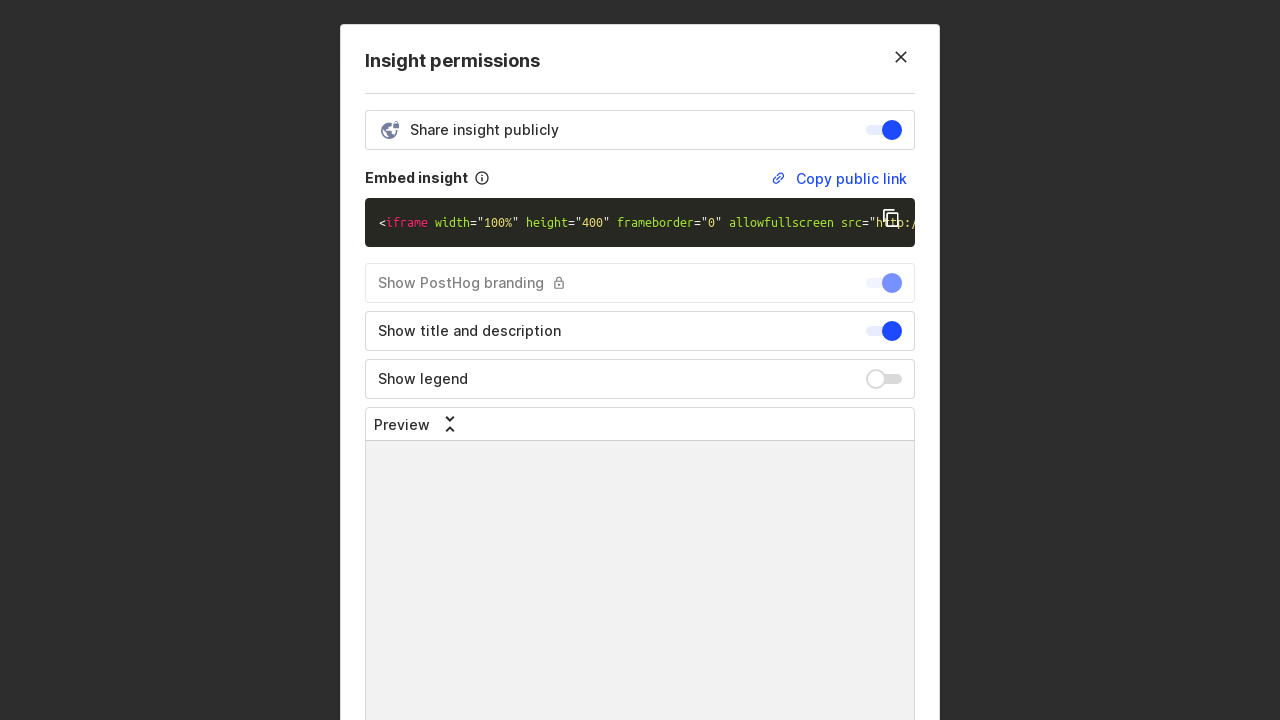 Insight permissions
Share insight publicly
Embed insight
Copy public link
<iframe width="100%" height="400" frameborder="0" allowfullscreen src="http:/
Show PostHog branding
Show title and description
Show legend
Preview